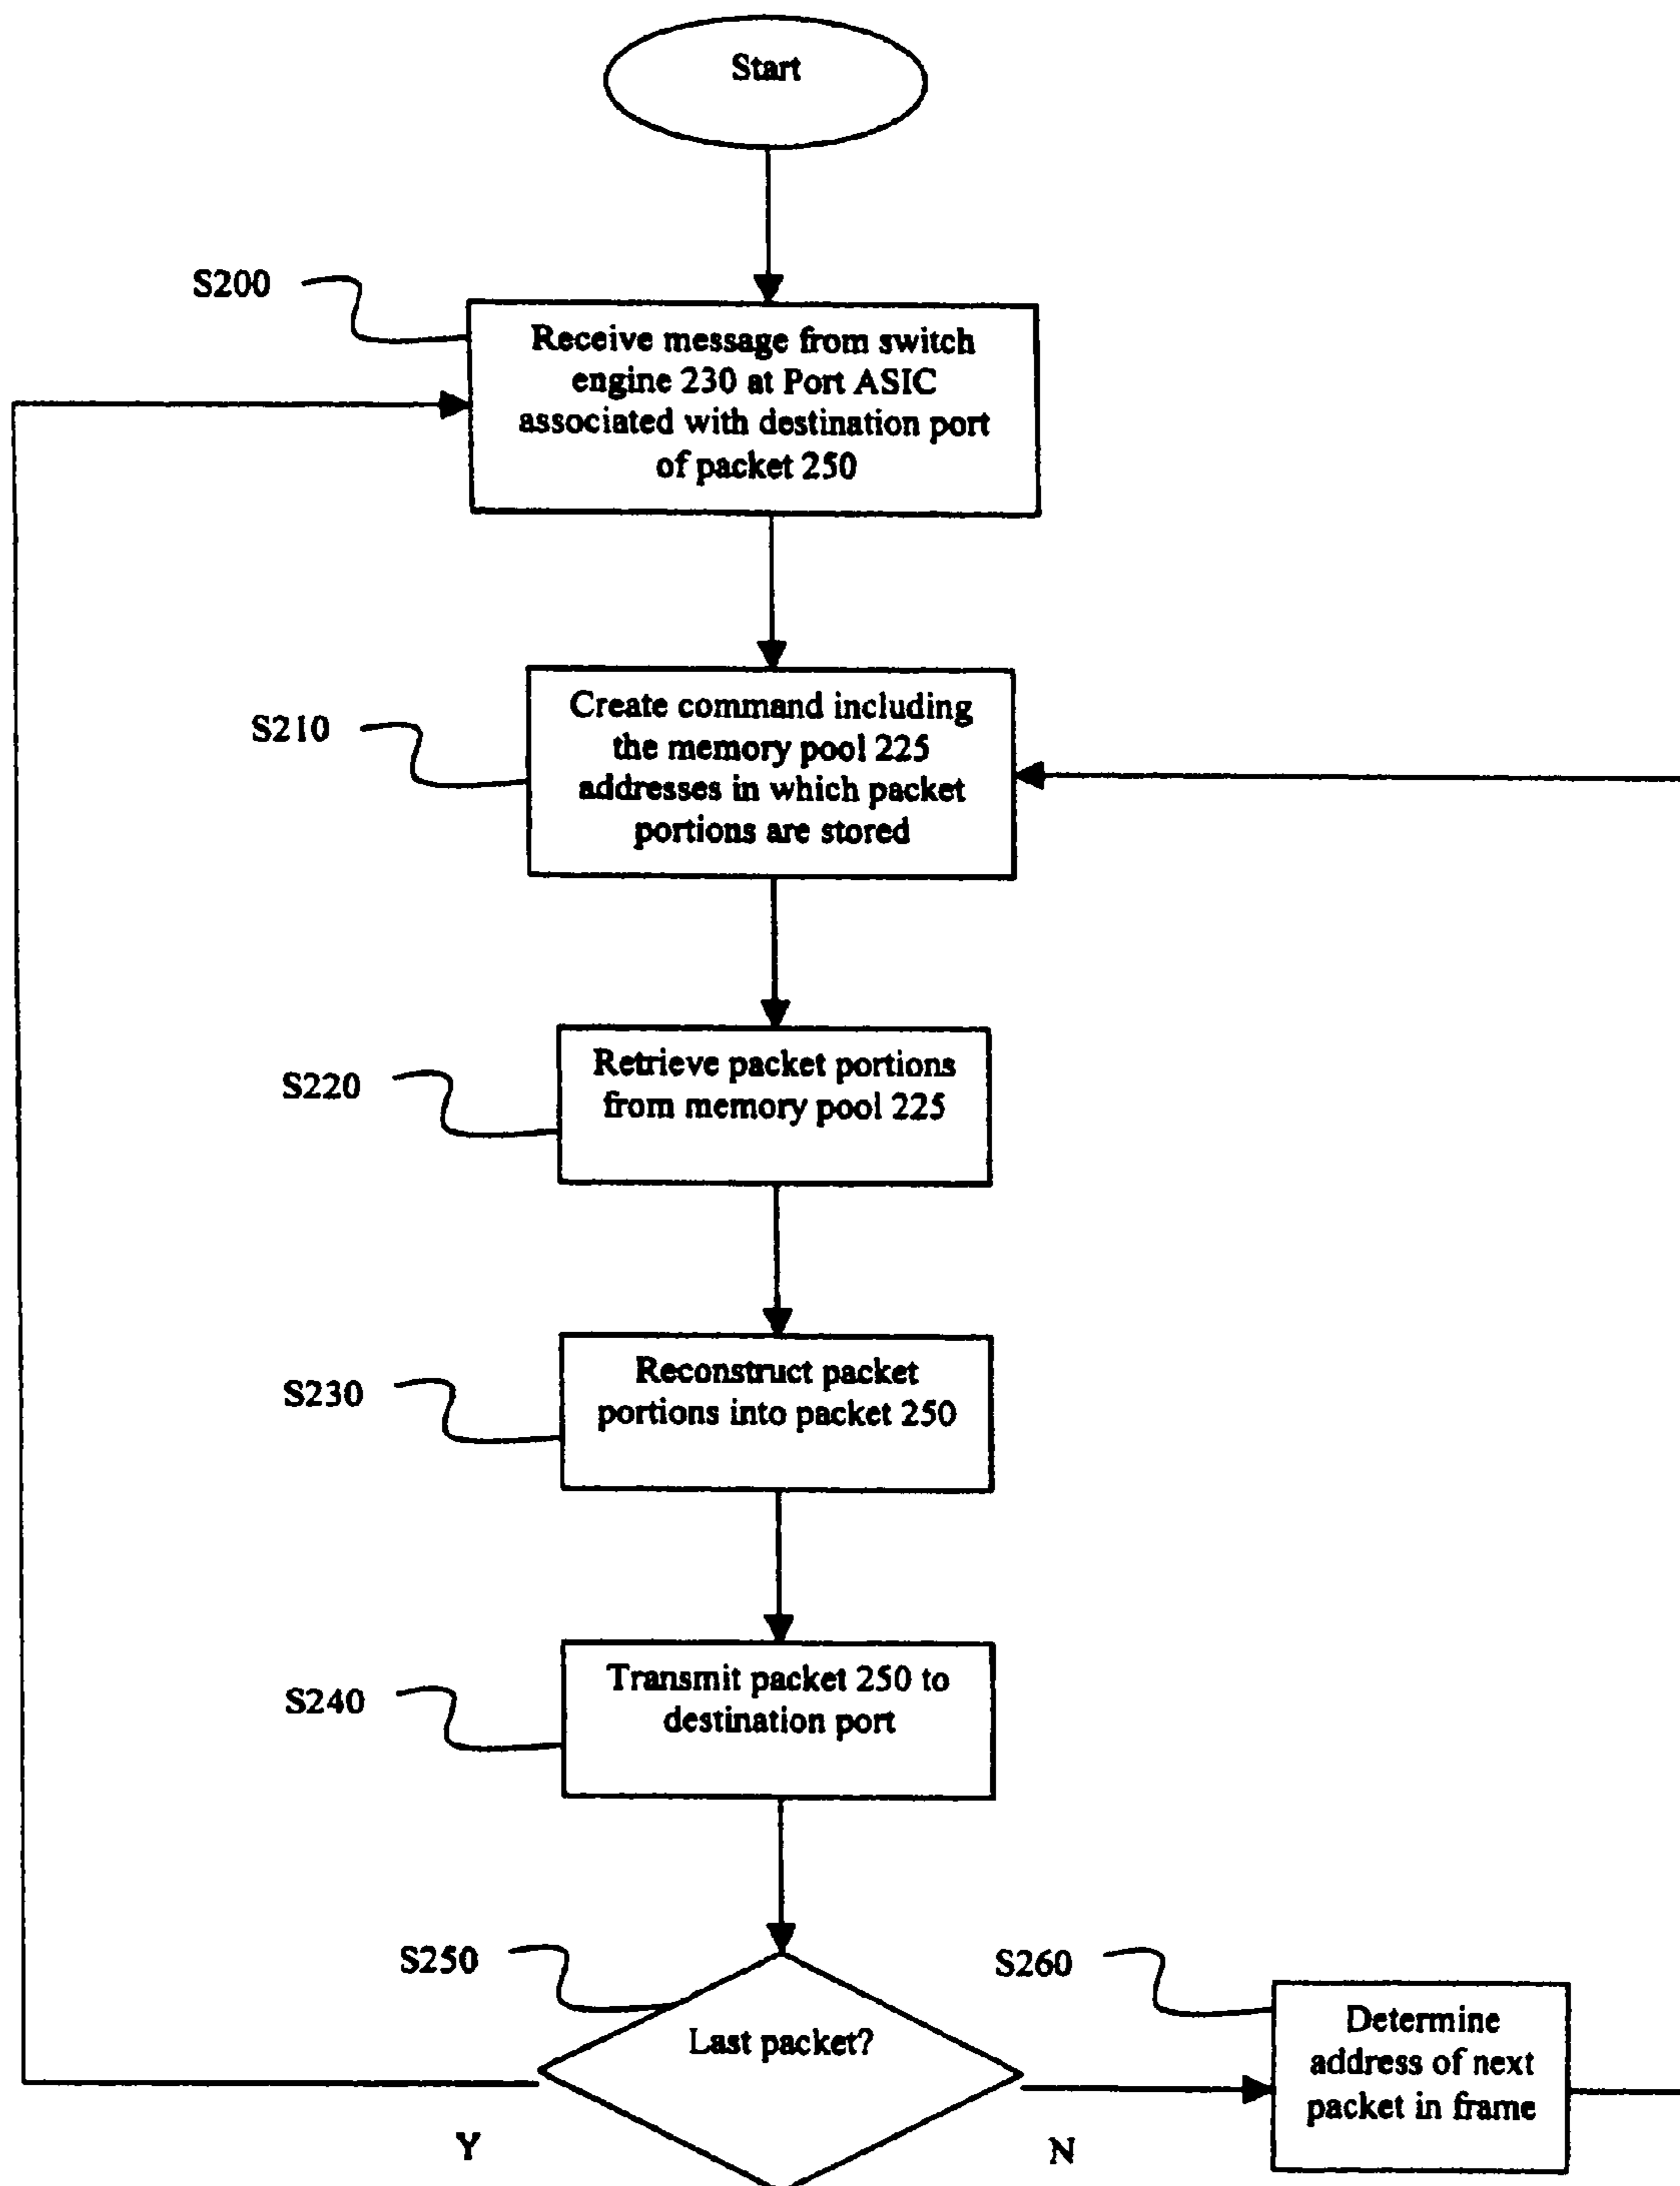 Start
S200
Receive message from switch
engine 230 at Port ASIC
associated with destination port
of packet 250
S210
Create command including
the memory pool 225
addresses in which packet
portions are stored
S220
Retrieve packet portions
from memory pool 225
S230
Reconstruct packet
portions into packet 250
S240
Transmit packet 250 to
destination port
S250
Last packet?
Y
N
S260
Determine
address of next
packet in frame